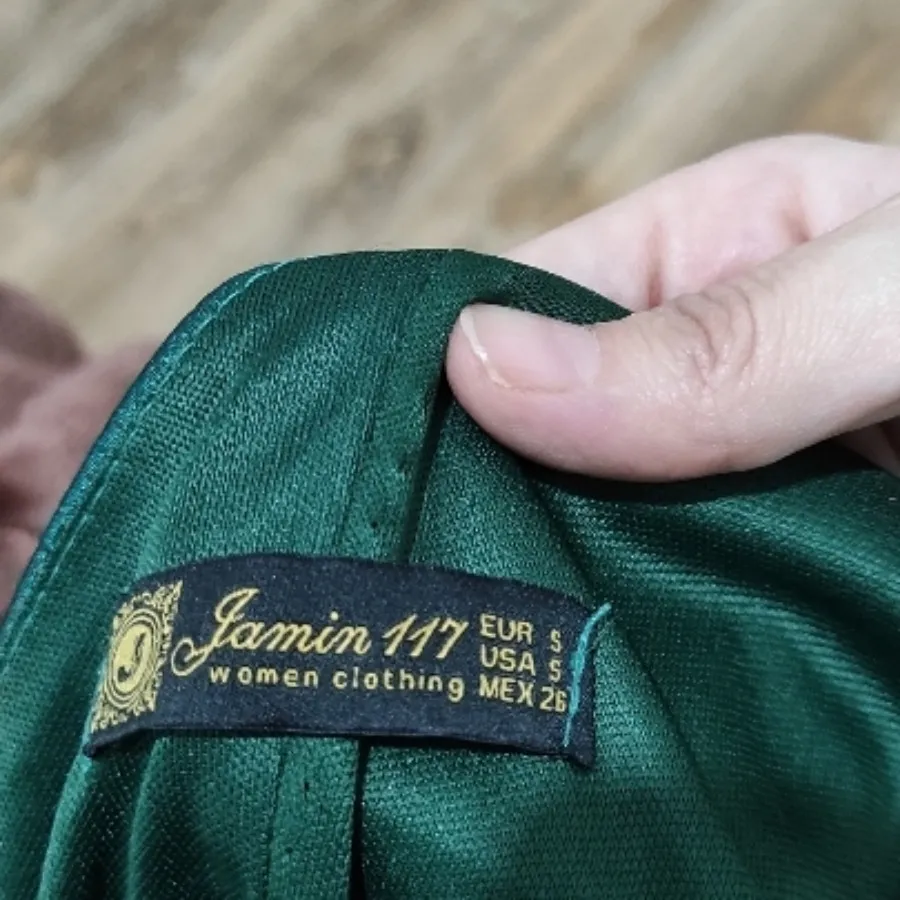 J
Jamin 117
women clothing
EUR S
USA S
MEX 26